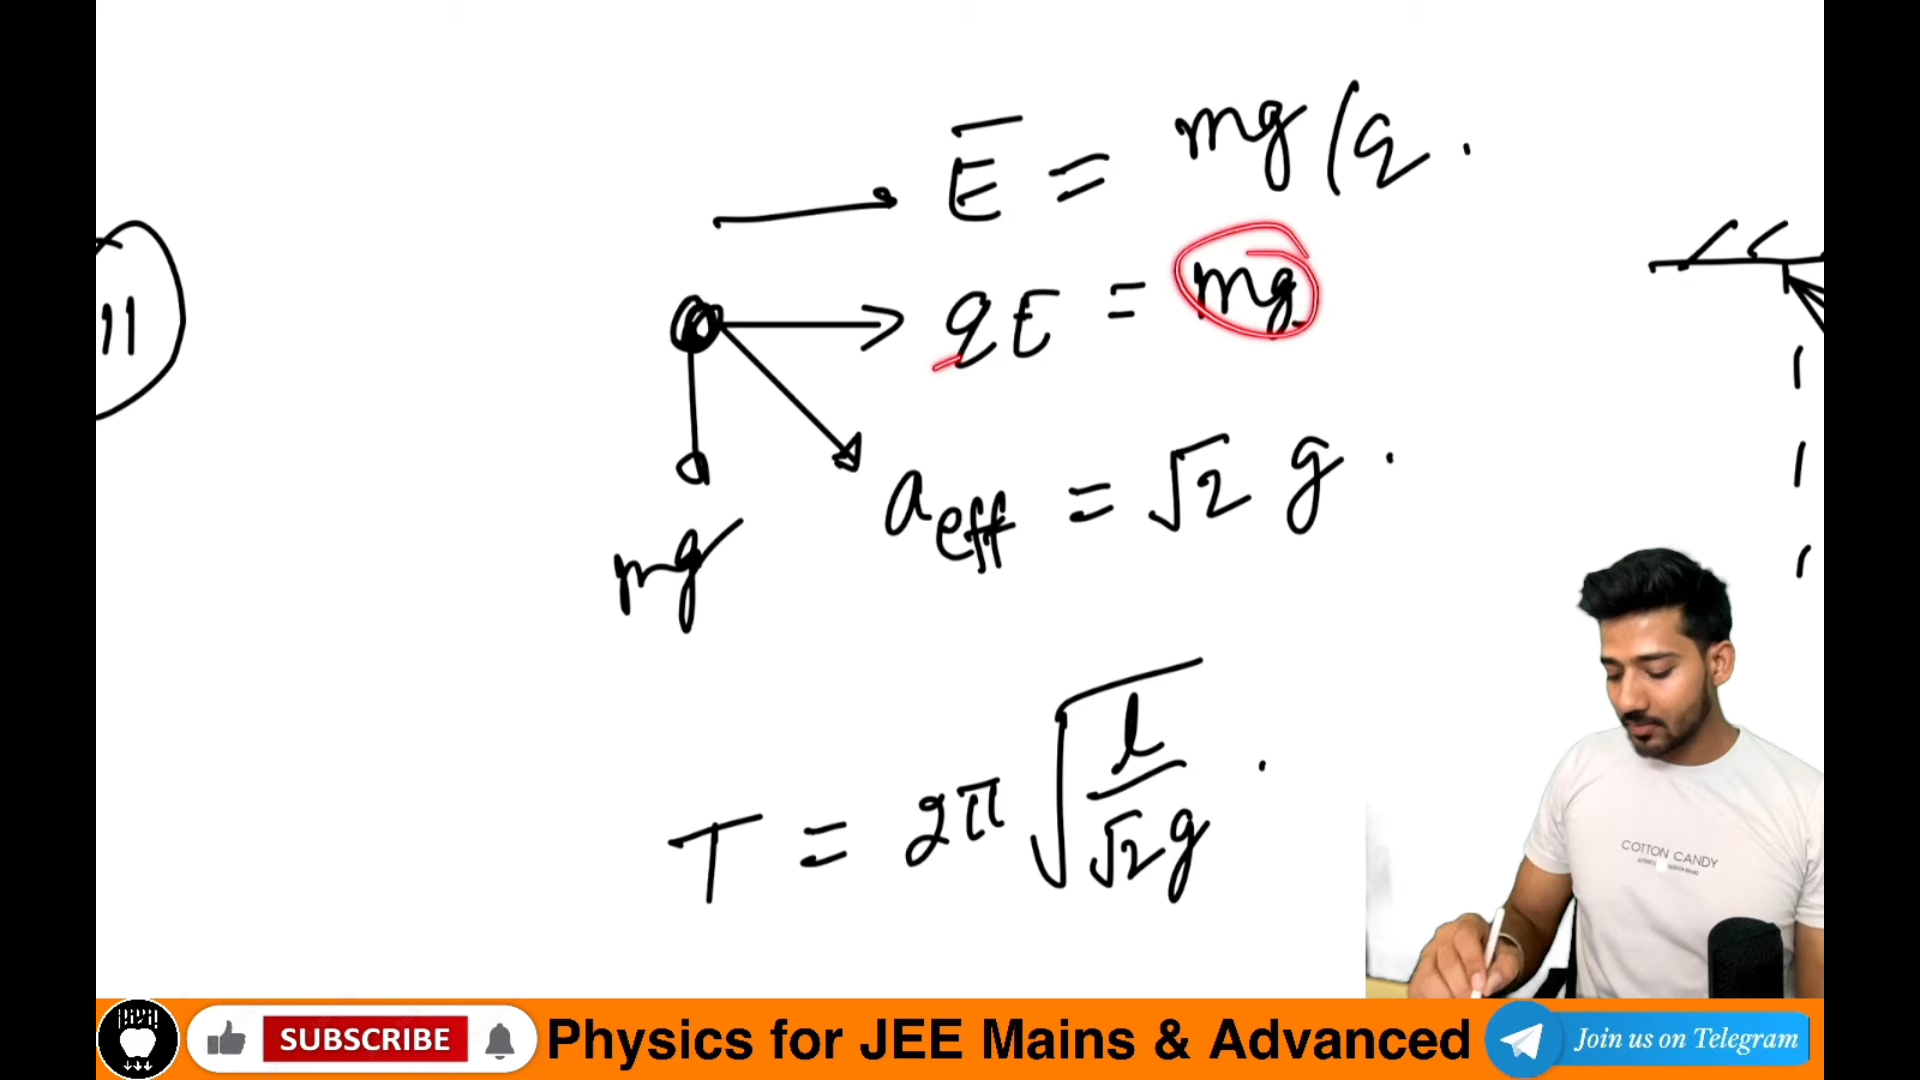 E = mg/q.
11
qE = mg
a eff = √2 g.
mg
T = 2π √(l/√2g).
COTTON CANDY
SUBSCRIBE
Physics for JEE Mains & Advanced
Join us on Telegram